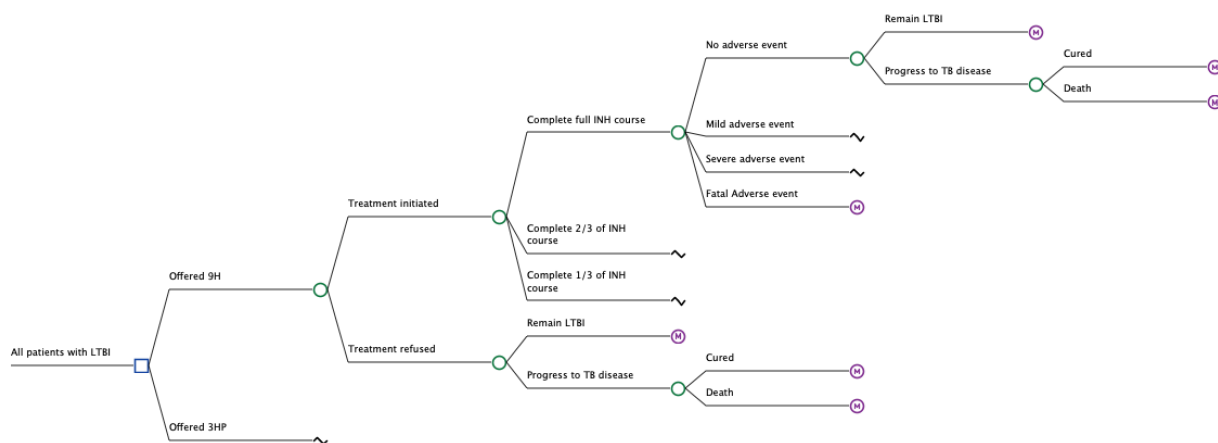 Remain LTBI
M
Cured
No adverse event
M
Progress to TB disease
Death
M
Complete full INH course
Mild adverse event
Severe adverse event
Fatal Adverse event
M
Treatment initiated
Complete 2/3 of INH
course
Complete 1/3 of INH
course
Offered 9H
Remain LTBI
M
All patients with LTBI
Treatment refused
Cured
M
Progress to TB disease
Death
M
Offered 3HP